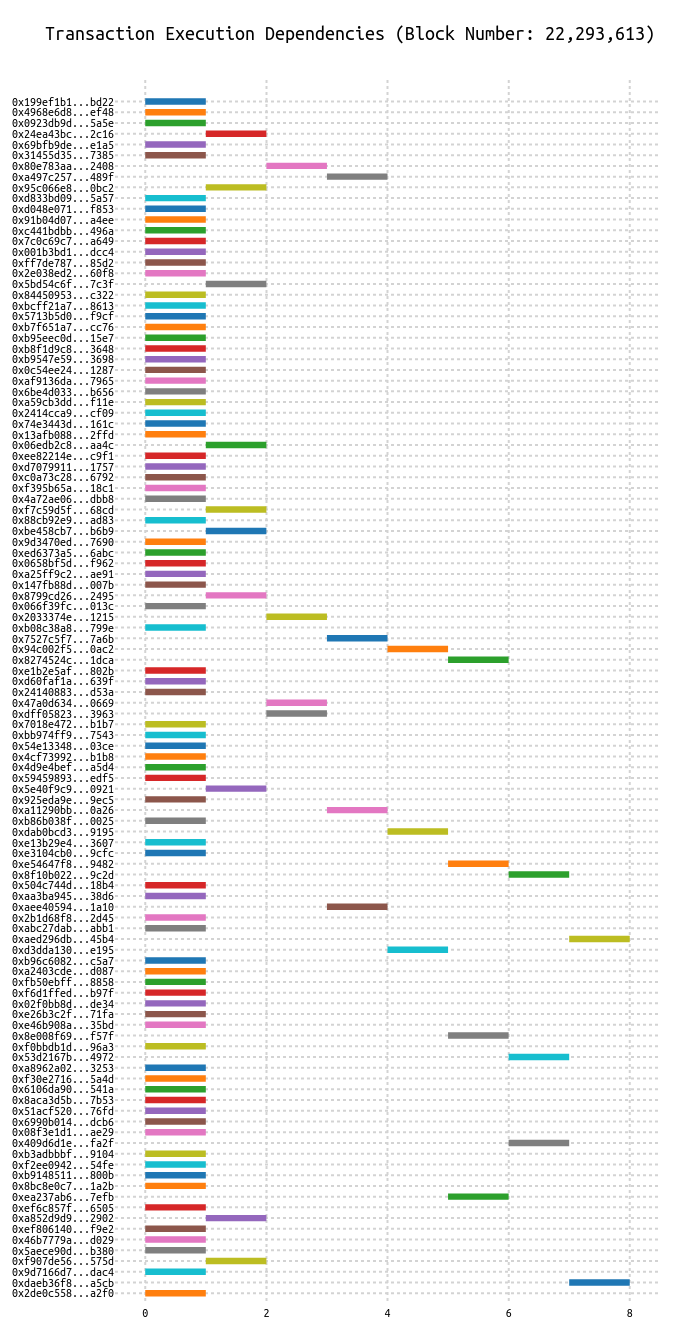 Transaction Execution Dependencies (Block Number: 22,293,613)
0x199ef1b1...bd22
0x4968e6d8...ef48
0x0923db9d...5a5e
0x24ea43bc...2c16
0x69bfb9de...e1a5
0x31455d35...7385
0x80e783aa...2408
0xa497c257...489f
0x95c066e8...0bc2
0xd833bd09...5a57
0xd048e071...f853
0x91b04d07...a4ee
0xc441bdbb...496a
0x7c0c69c7...a649
0x001b3bd1...dcc4
0xff7de787...85d2
0x2e038ed2...60f8
0x5bd54c6f...7c3f
0x84450953...c322
0xbcff21a7...8613
0x5713b5d0...f9cf
0xb7f651a7...cc76
0xb95eec0d...15e7
0xb8f1d9c8...3648
0xb9547e59...3698
0x0c54ee24...1287
0xaf9136da...7965
0x6be4d033...b656
0xa59cb3dd...f11e
0x2414cca9...cf09
0x74e3443d...161c
0x13afb088...2ffd
0x06edb2c8...aa4c
0xee82214e...c9f1
0xd7079911...1757
0xc0a73c28...6792
0xf395b65a...18c1
0x4a72ae06...dbb8
0xf7c59d5f...68cd
0x88cb92e9...ad83
0xbe458cb7...b6b9
0x9d3470ed...7690
0xed6373a5...6abc
0x0658bf5d...f962
0xa25ff9c2...ae91
0x147fb88d...007b
0x8799cd26...2495
0x066f39fc...013c
0x2033374e...1215
0xb08c38a8...799e
0x7527c5f7...7a6b
0x94c002f5...0ac2
0x8274524c...1dca
0xe1b2e5af...802b
0xd60faf1a...639f
0x24140883...d53a
0x47a0d634...0669
0xdff05823...3963
0x7018e472...b1b7
0xbb974ff9...7543
0x54e13348...03ce
0x4cf73992...b1b8
0x4d9e4bef...a5d4
0x59459893...edf5
0x5e40f9c9...0921
0x925eda9e...9ec5
0xa11290bb...0a26
0xb86b038f...0025
0xdab0bcd3...9195
0xe13b29e4...3607
0xe3104cb0...9cfc
0xe54647f8...9482
0x8f10b022...9c2d
0x504c744d...18b4
0xaa3ba945...38d6
0xaee40594...1a10
0x2b1d68f8...2d45
0xabc27dab...abb1
0xaed296db...45b4
0xd3dda130...e195
0xb96c6082...c5a7
0xa2403cde...d087
0xfb50ebff...8858
0xf6d1ffed...b97f
0x02f0bb8d...de34
0xe26b3c2f...71fa
0xe46b908a...35bd
0x8e008f69...f57f
0xf0bbdb1d...96a3
0x53d2167b...4972
0xa8962a02...3253
0xf30e2716...5a4d
0x6106da90...541a
0x8aca3d5b...7b53
0x51acf520...76fd
0x6990b014...dcb6
0x08f3e1d1...ae29
0x409d6d1e...fa2f
0xb3adbbbf...9104
0xf2ee0942...54fe
0xb9148511...800b
0x8bc8e0c7...1a2b
0xea237ab6...7efb
0xef6c857f...6505
0xa852d9d9...2902
0xef806140...f9e2
0x46b7779a...d029
0x5aece90d...b380
0xf907de56...575d
0x9d7166d7...dac4
0xdaeb36f8...a5cb
0x2de0c558...a2f0
0 2 4 6 8